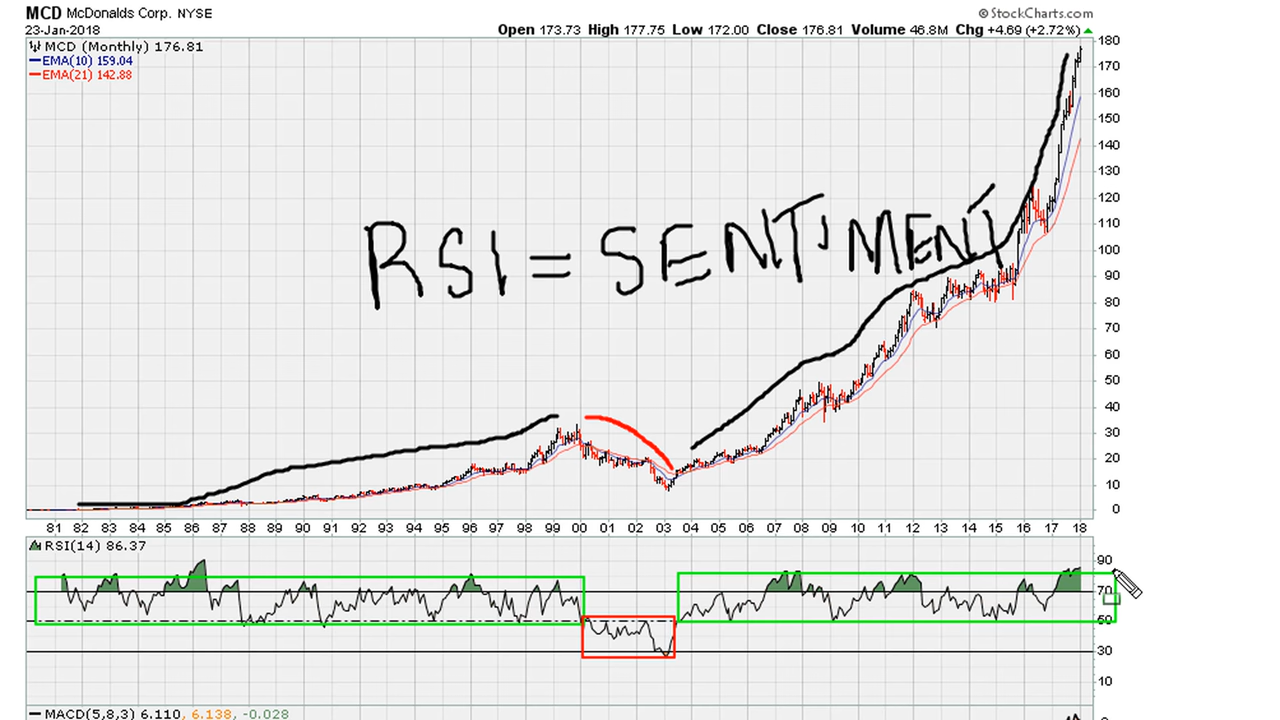 MCD McDonalds Corp. NYSE
© StockCharts.com
23-Jan-2018
Open 173.73 High 177.75 Low 172.00 Close 176.81 Volume 46.8M Chg +4.69 (+2.72%)
MCD (Monthly) 176.81
EMA(10) 159.04
EMA(21) 142.88
180
170
160
150
140
130
120
110
100
90
80
70
60
50
40
30
20
10
0
RSI = SENTIMENT
81 82 83 84 85 86 87 88 89 90 91 92 93 94 95 96 97 98 99 00 01 02 03 04 05 06 07 08 09 10 11 12 13 14 15 16 17 18
RSI(14) 86.37
90
70
50
30
10
MACD(5,8,3) 6.110, 6.138, -0.028